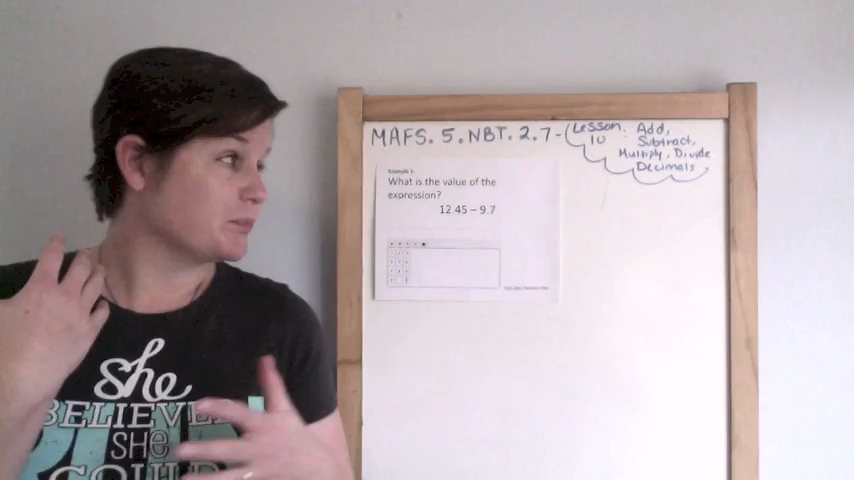 MAFS.5.NBT.2.7- Lesson 10: Add,
Subtract,
Multiply, Divide
Decimals
Example 1:
What is the value of the
expression?
12.45 – 9.7
she
BELIEVED
SHE
COULD